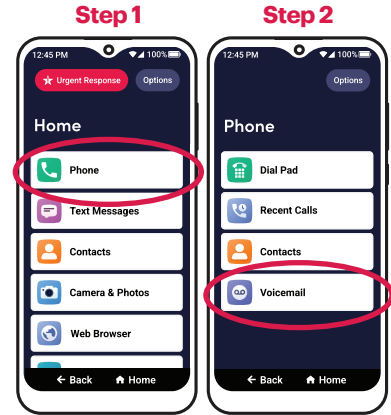 Step 1
12:45 PM 100%
Urgent Response Options
Home
Phone
Text Messages
Contacts
Camera & Photos
Web Browser
Back Home
Step 2
12:45 PM 100%
Options
Phone
Dial Pad
Recent Calls
Contacts
Voicemail
Back Home